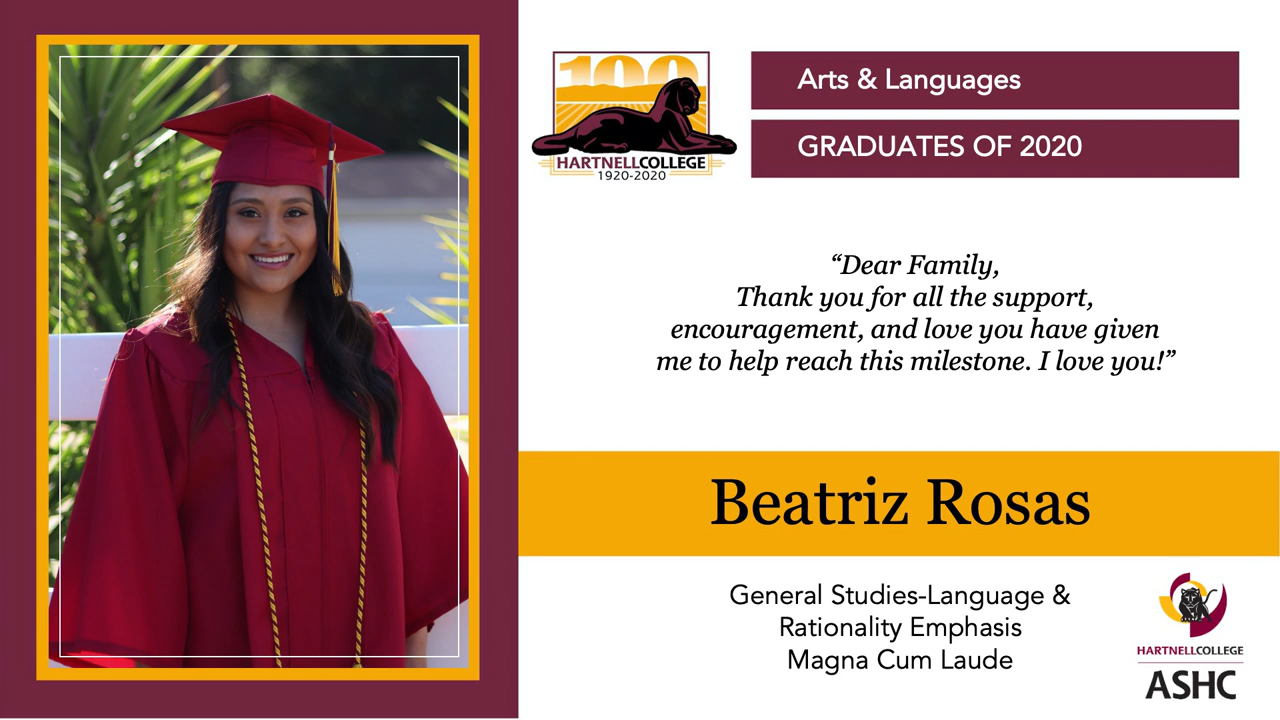 100
HARTNELLCOLLEGE
1920-2020
Arts & Languages
GRADUATES OF 2020
“Dear Family,
Thank you for all the support,
encouragement, and love you have given
me to help reach this milestone. I love you!”
Beatriz Rosas
General Studies-Language &
Rationality Emphasis
Magna Cum Laude
HARTNELLCOLLEGE
ASHC